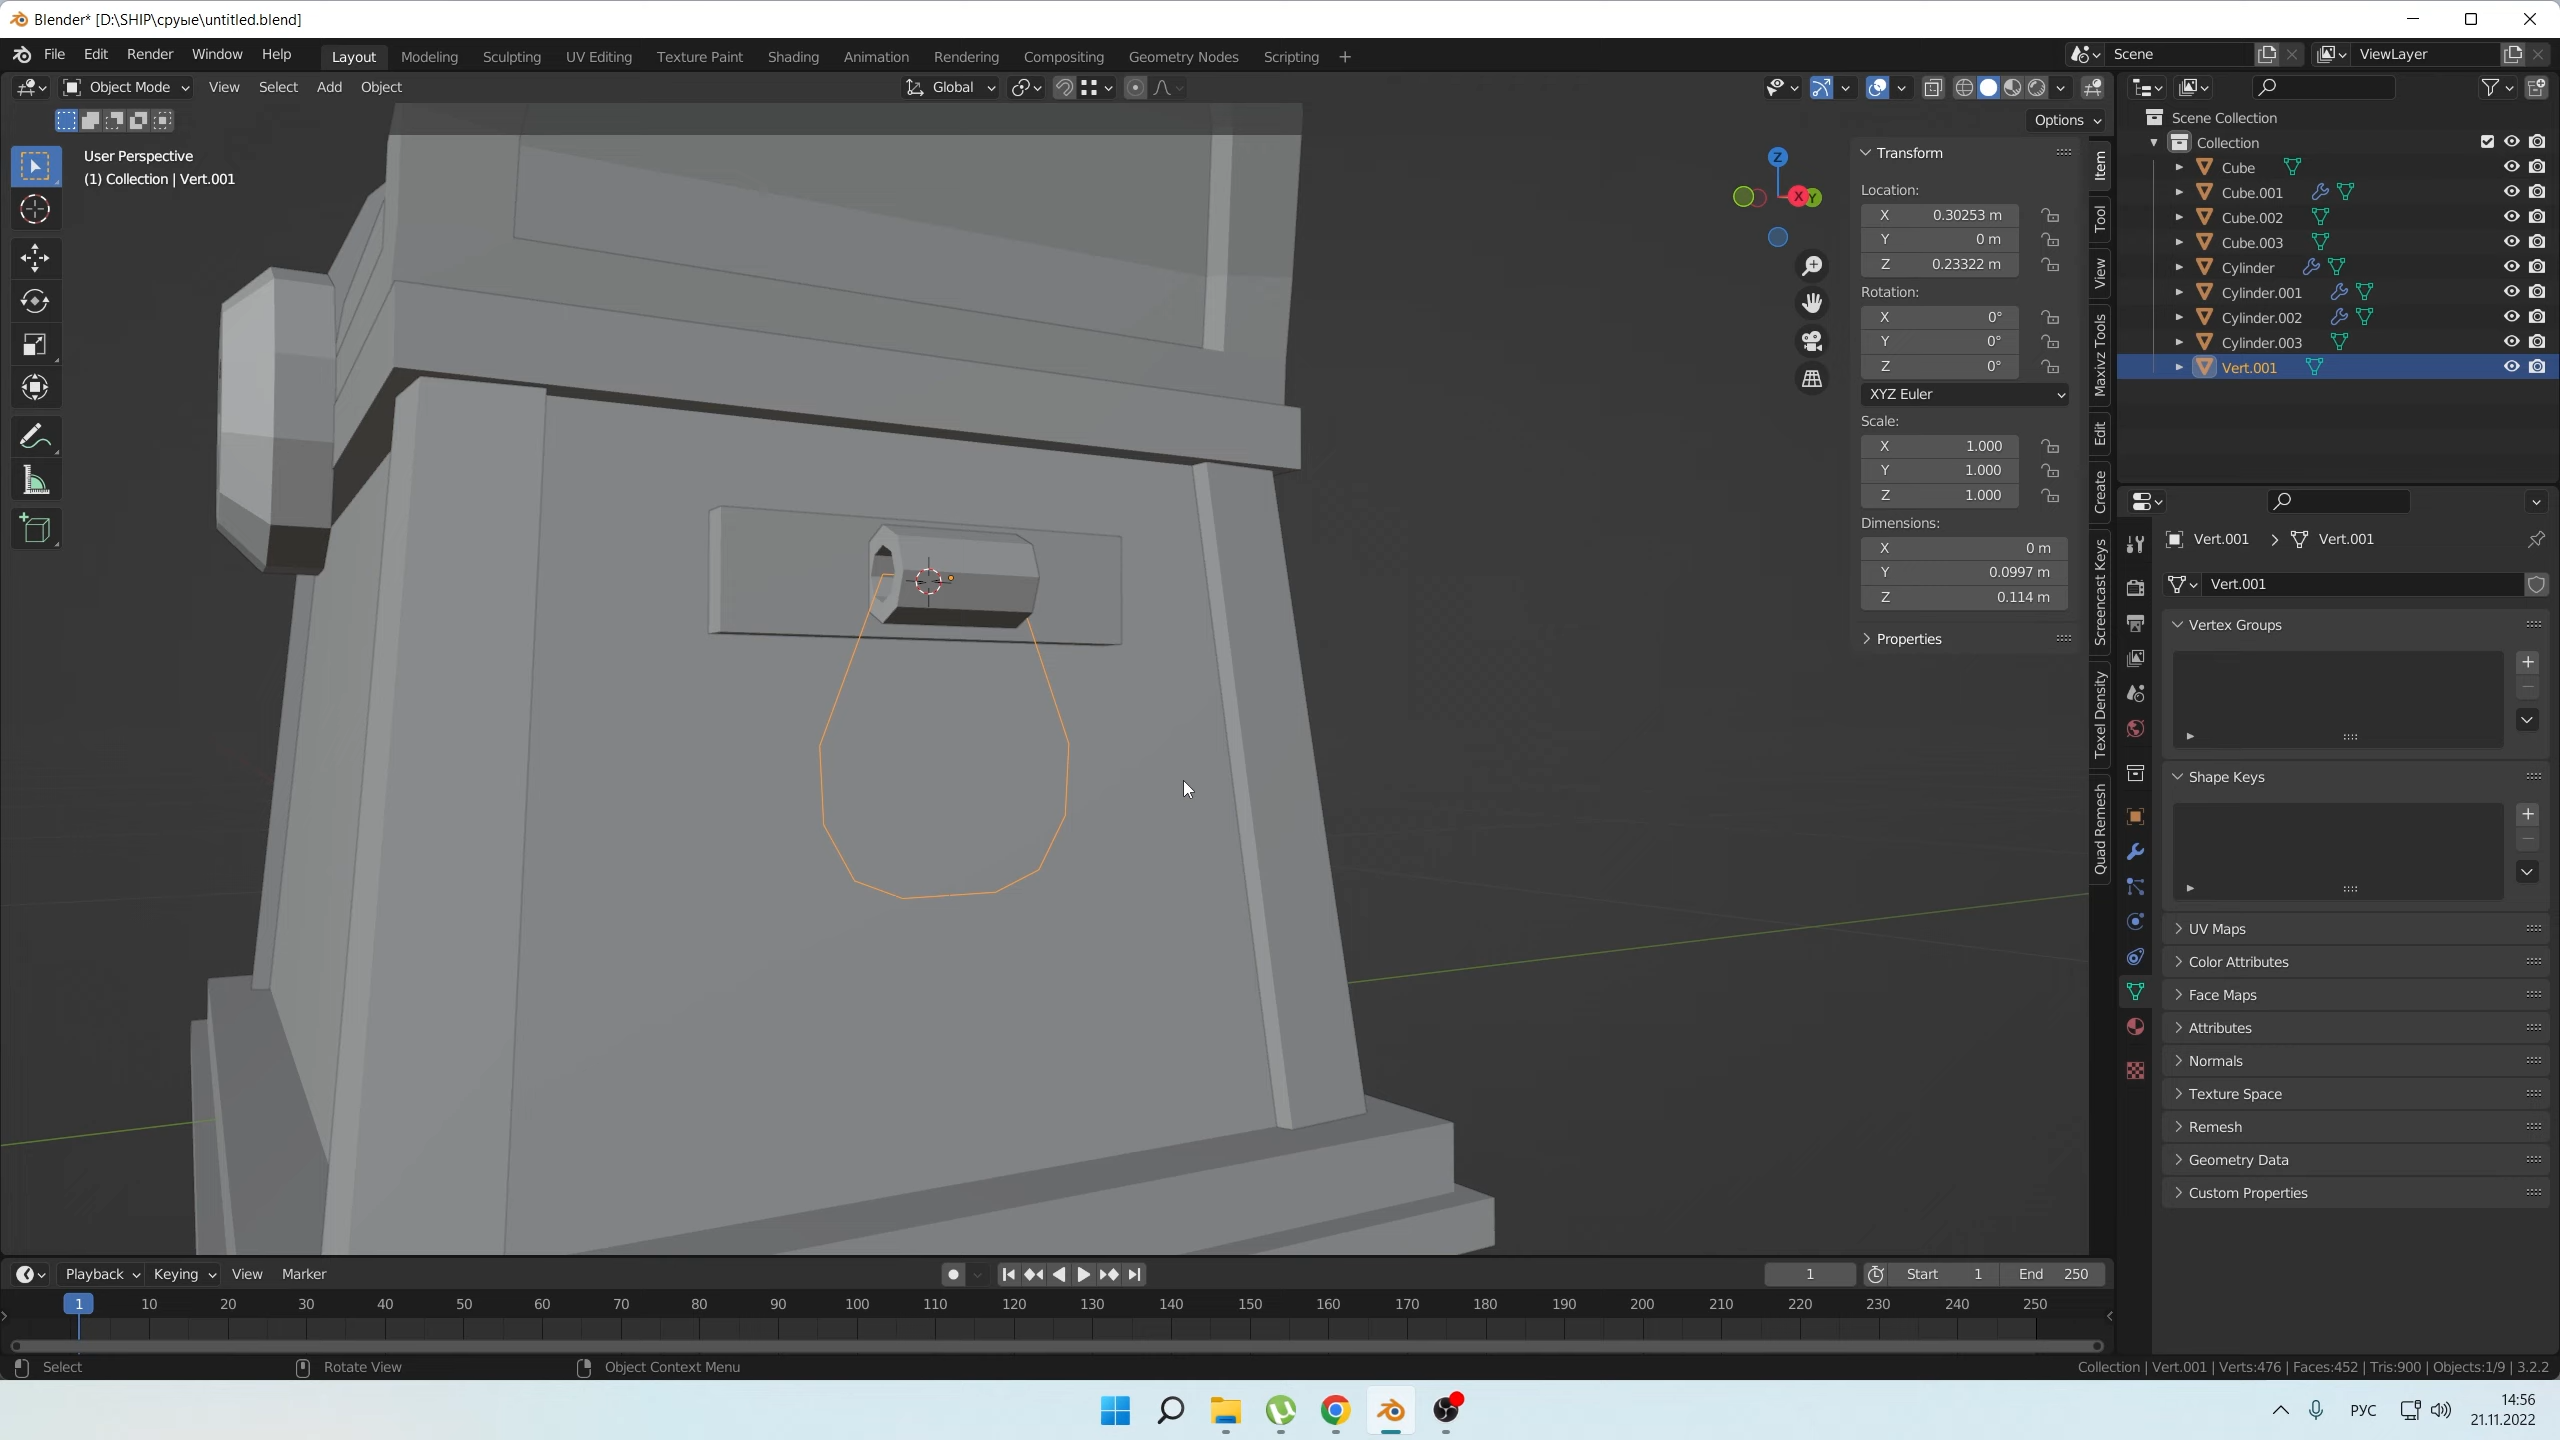 Blender* [D:\SHIP\сруые\untitled.blend]
File Edit Render Window Help Layout Modeling Sculpting UV Editing Texture Paint Shading Animation Rendering Compositing Geometry Nodes Scripting + Scene ViewLayer
Object Mode View Select Add Object Global
Options
User Perspective
(1) Collection | Vert.001
Z
X Y
Transform
Location:
X 0.30253 m
Y 0 m
Z 0.23322 m
Rotation:
X 0°
Y 0°
Z 0°
XYZ Euler
Scale:
X 1.000
Y 1.000
Z 1.000
Dimensions:
X 0 m
Y 0.0997 m
Z 0.114 m
Properties
Item
Tool
View
Maxivz Tools
Edit
Create
Screencast Keys
Texel Density
Quad Remesh
Scene Collection
Collection
Cube
Cube.001
Cube.002
Cube.003
Cylinder
Cylinder.001
Cylinder.002
Cylinder.003
Vert.001
Vert.001 > Vert.001
Vert.001
Vertex Groups
Shape Keys
UV Maps
Color Attributes
Face Maps
Attributes
Normals
Texture Space
Remesh
Geometry Data
Custom Properties
Playback Keying View Marker 1 Start 1 End 250
1 10 20 30 40 50 60 70 80 90 100 110 120 130 140 150 160 170 180 190 200 210 220 230 240 250
Select Rotate View Object Context Menu Collection | Vert.001 | Verts:476 | Faces:452 | Tris:900 | Objects:1/9 | 3.2.2
РУС 14:56
21.11.2022